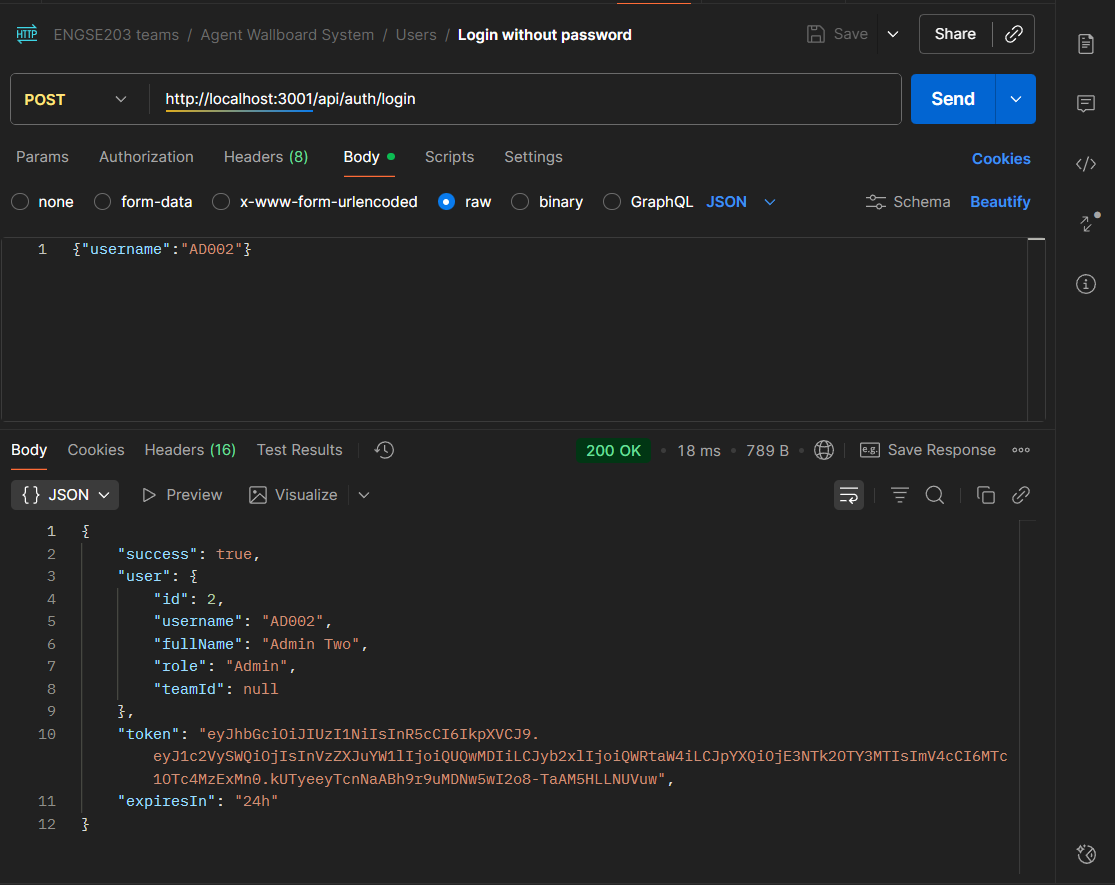 HTTP ENGSE203 teams / Agent Wallboard System / Users / Login without password Save Share
POST http://localhost:3001/api/auth/login Send
Params Authorization Headers (8) Body Scripts Settings Cookies
none form-data x-www-form-urlencoded raw binary GraphQL JSON Schema Beautify
1 {"username":"AD002"}
Body Cookies Headers (16) Test Results 200 OK • 18 ms • 789 B • e.g. Save Response
{} JSON Preview Visualize
1 {
2 "success": true,
3 "user": {
4 "id": 2,
5 "username": "AD002",
6 "fullName": "Admin Two",
7 "role": "Admin",
8 "teamId": null
9 },
10 "token": "eyJhbGciOiJIUzI1NiIsInR5cCI6IkpXVCJ9.
eyJ1c2VySWQiOjIsInVzZXJuYW1lIjoiQUQwMDIiLCJyb2xlIjoiQWRtaW4iLCJpYXQiOjE3NTk2OTY3MTIsImV4cCI6MTc
1OTc4MzExMn0.kUTyeeyTcnNaABh9r9uMDNw5wI2o8-TaAM5HLLNUVuw",
11 "expiresIn": "24h"
12 }